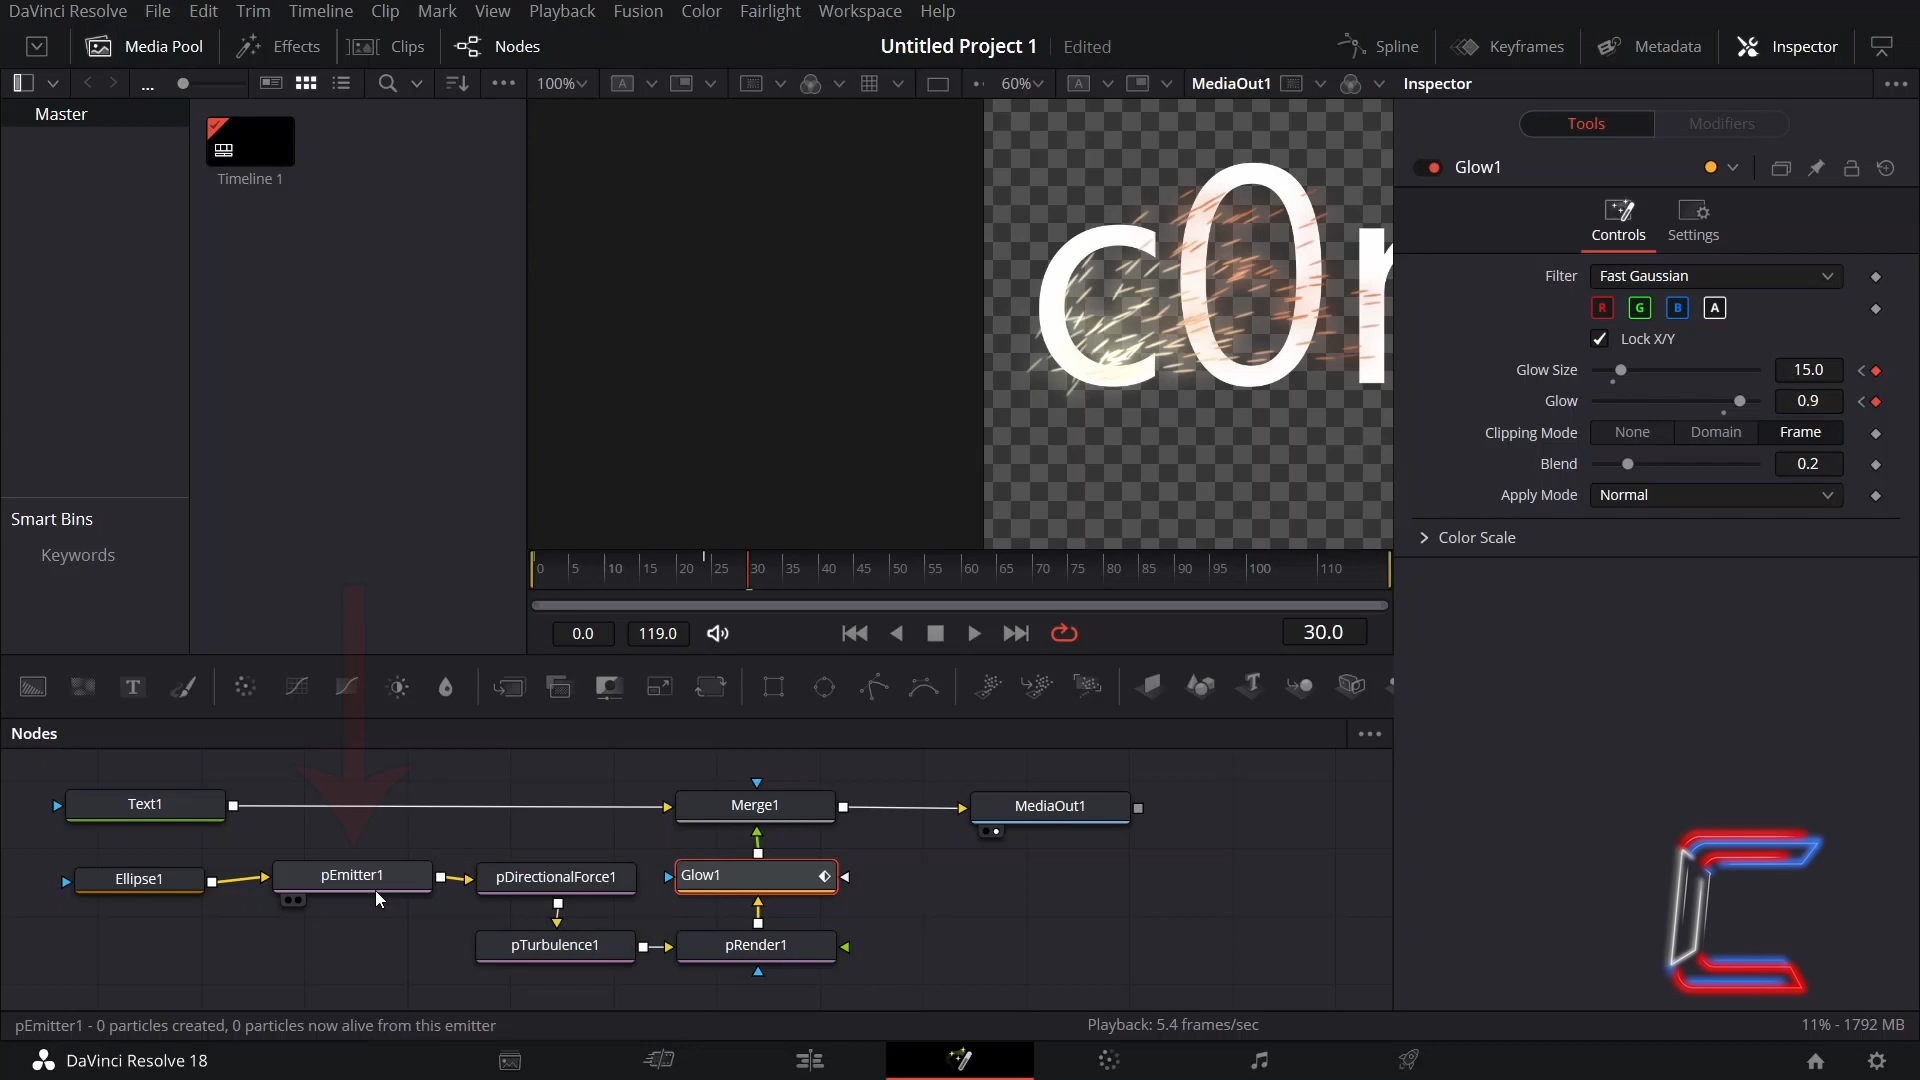 DaVinci Resolve File Edit Trim Timeline Clip Mark View Playback Fusion Color Fairlight Workspace Help
Media Pool Effects Clips Nodes Untitled Project 1 Edited Spline Keyframes Metadata Inspector
... 100% A 60% A MediaOut1 Inspector
Master
Timeline 1
Smart Bins
Keywords
c0r
Tools Modifiers
Glow1
Controls Settings
Filter Fast Gaussian
R G B A
Lock X/Y
Glow Size 15.0
Glow 0.9
Clipping Mode None Domain Frame
Blend 0.2
Apply Mode Normal
Color Scale
0 5 10 15 20 25 30 35 40 45 50 55 60 65 70 75 80 85 90 95 100 110
0.0 119.0 30.0
T T
Nodes
Text1 Merge1 MediaOut1
Ellipse1 pEmitter1 pDirectionalForce1 Glow1
pTurbulence1 pRender1
pEmitter1 - 0 particles created, 0 particles now alive from this emitter Playback: 5.4 frames/sec 11% - 1792 MB
DaVinci Resolve 18